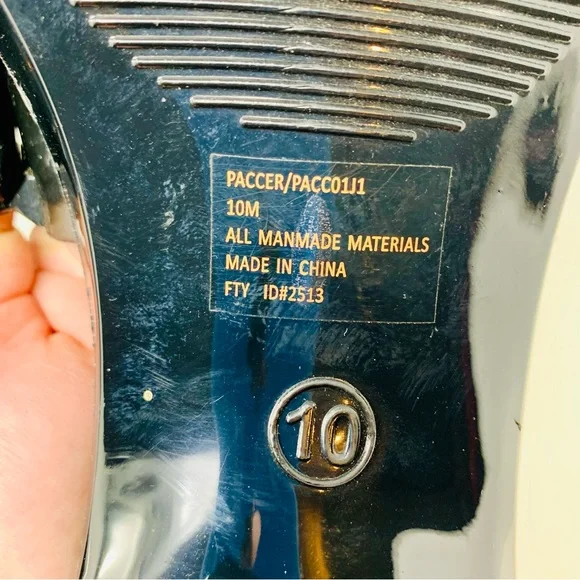 PACCER/PACC01J1
10M
ALL MANMADE MATERIALS
MADE IN CHINA
FTY ID#2513
10